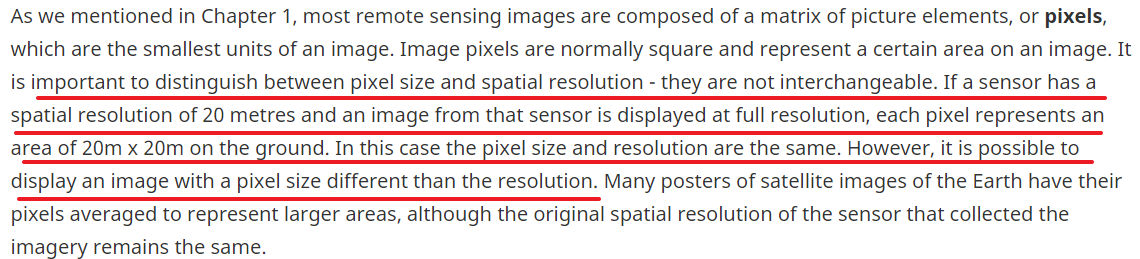 As we mentioned in Chapter 1, most remote sensing images are composed of a matrix of picture elements, or pixels,
which are the smallest units of an image. Image pixels are normally square and represent a certain area on an image. It
is important to distinguish between pixel size and spatial resolution - they are not interchangeable. If a sensor has a
spatial resolution of 20 metres and an image from that sensor is displayed at full resolution, each pixel represents an
area of 20m x 20m on the ground. In this case the pixel size and resolution are the same. However, it is possible to
display an image with a pixel size different than the resolution. Many posters of satellite images of the Earth have their
pixels averaged to represent larger areas, although the original spatial resolution of the sensor that collected the
imagery remains the same.